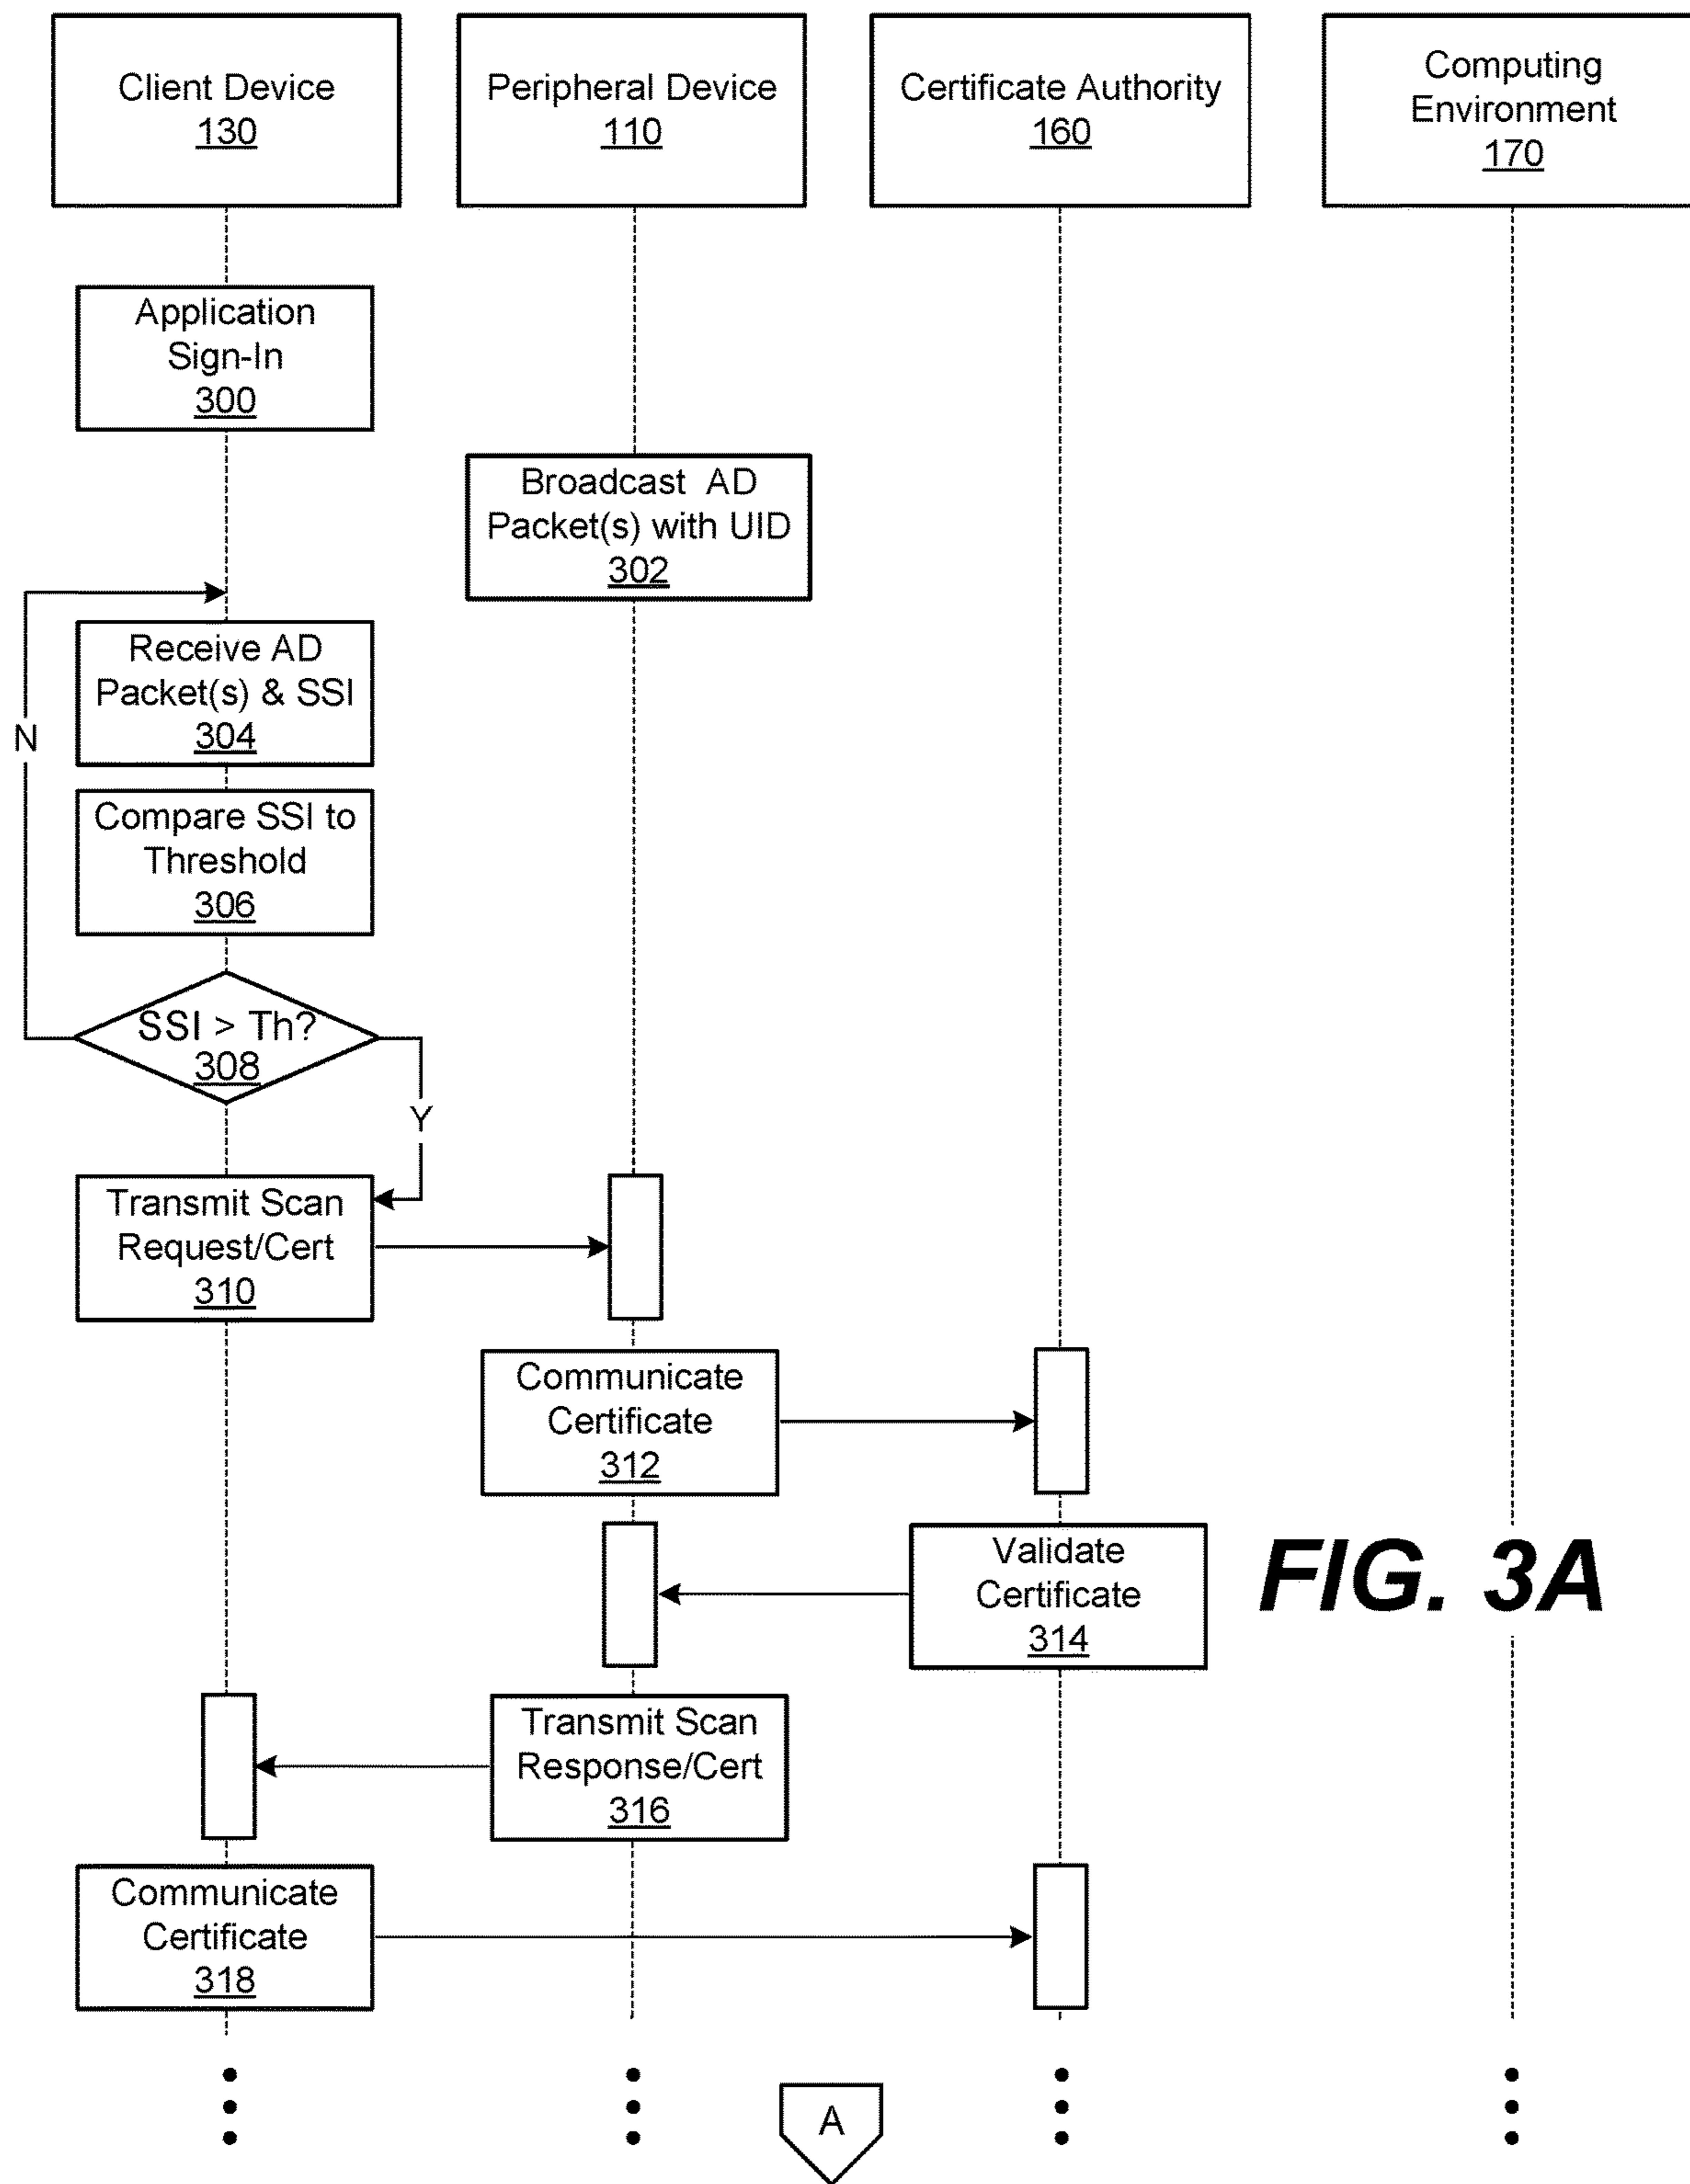 Client Device
130
Peripheral Device
110
Certificate Authority
160
Computing
Environment
170
Application
Sign-In
300
Broadcast AD
Packet(s) with UID
302
Receive AD
Packet(s) & SSI
304
N
Compare SSI to
Threshold
306
SSI > Th?
308
Y
Transmit Scan
Request/Cert
310
Communicate
Certificate
312
Validate
Certificate
314
FIG. 3A
Transmit Scan
Response/Cert
316
Communicate
Certificate
318
A